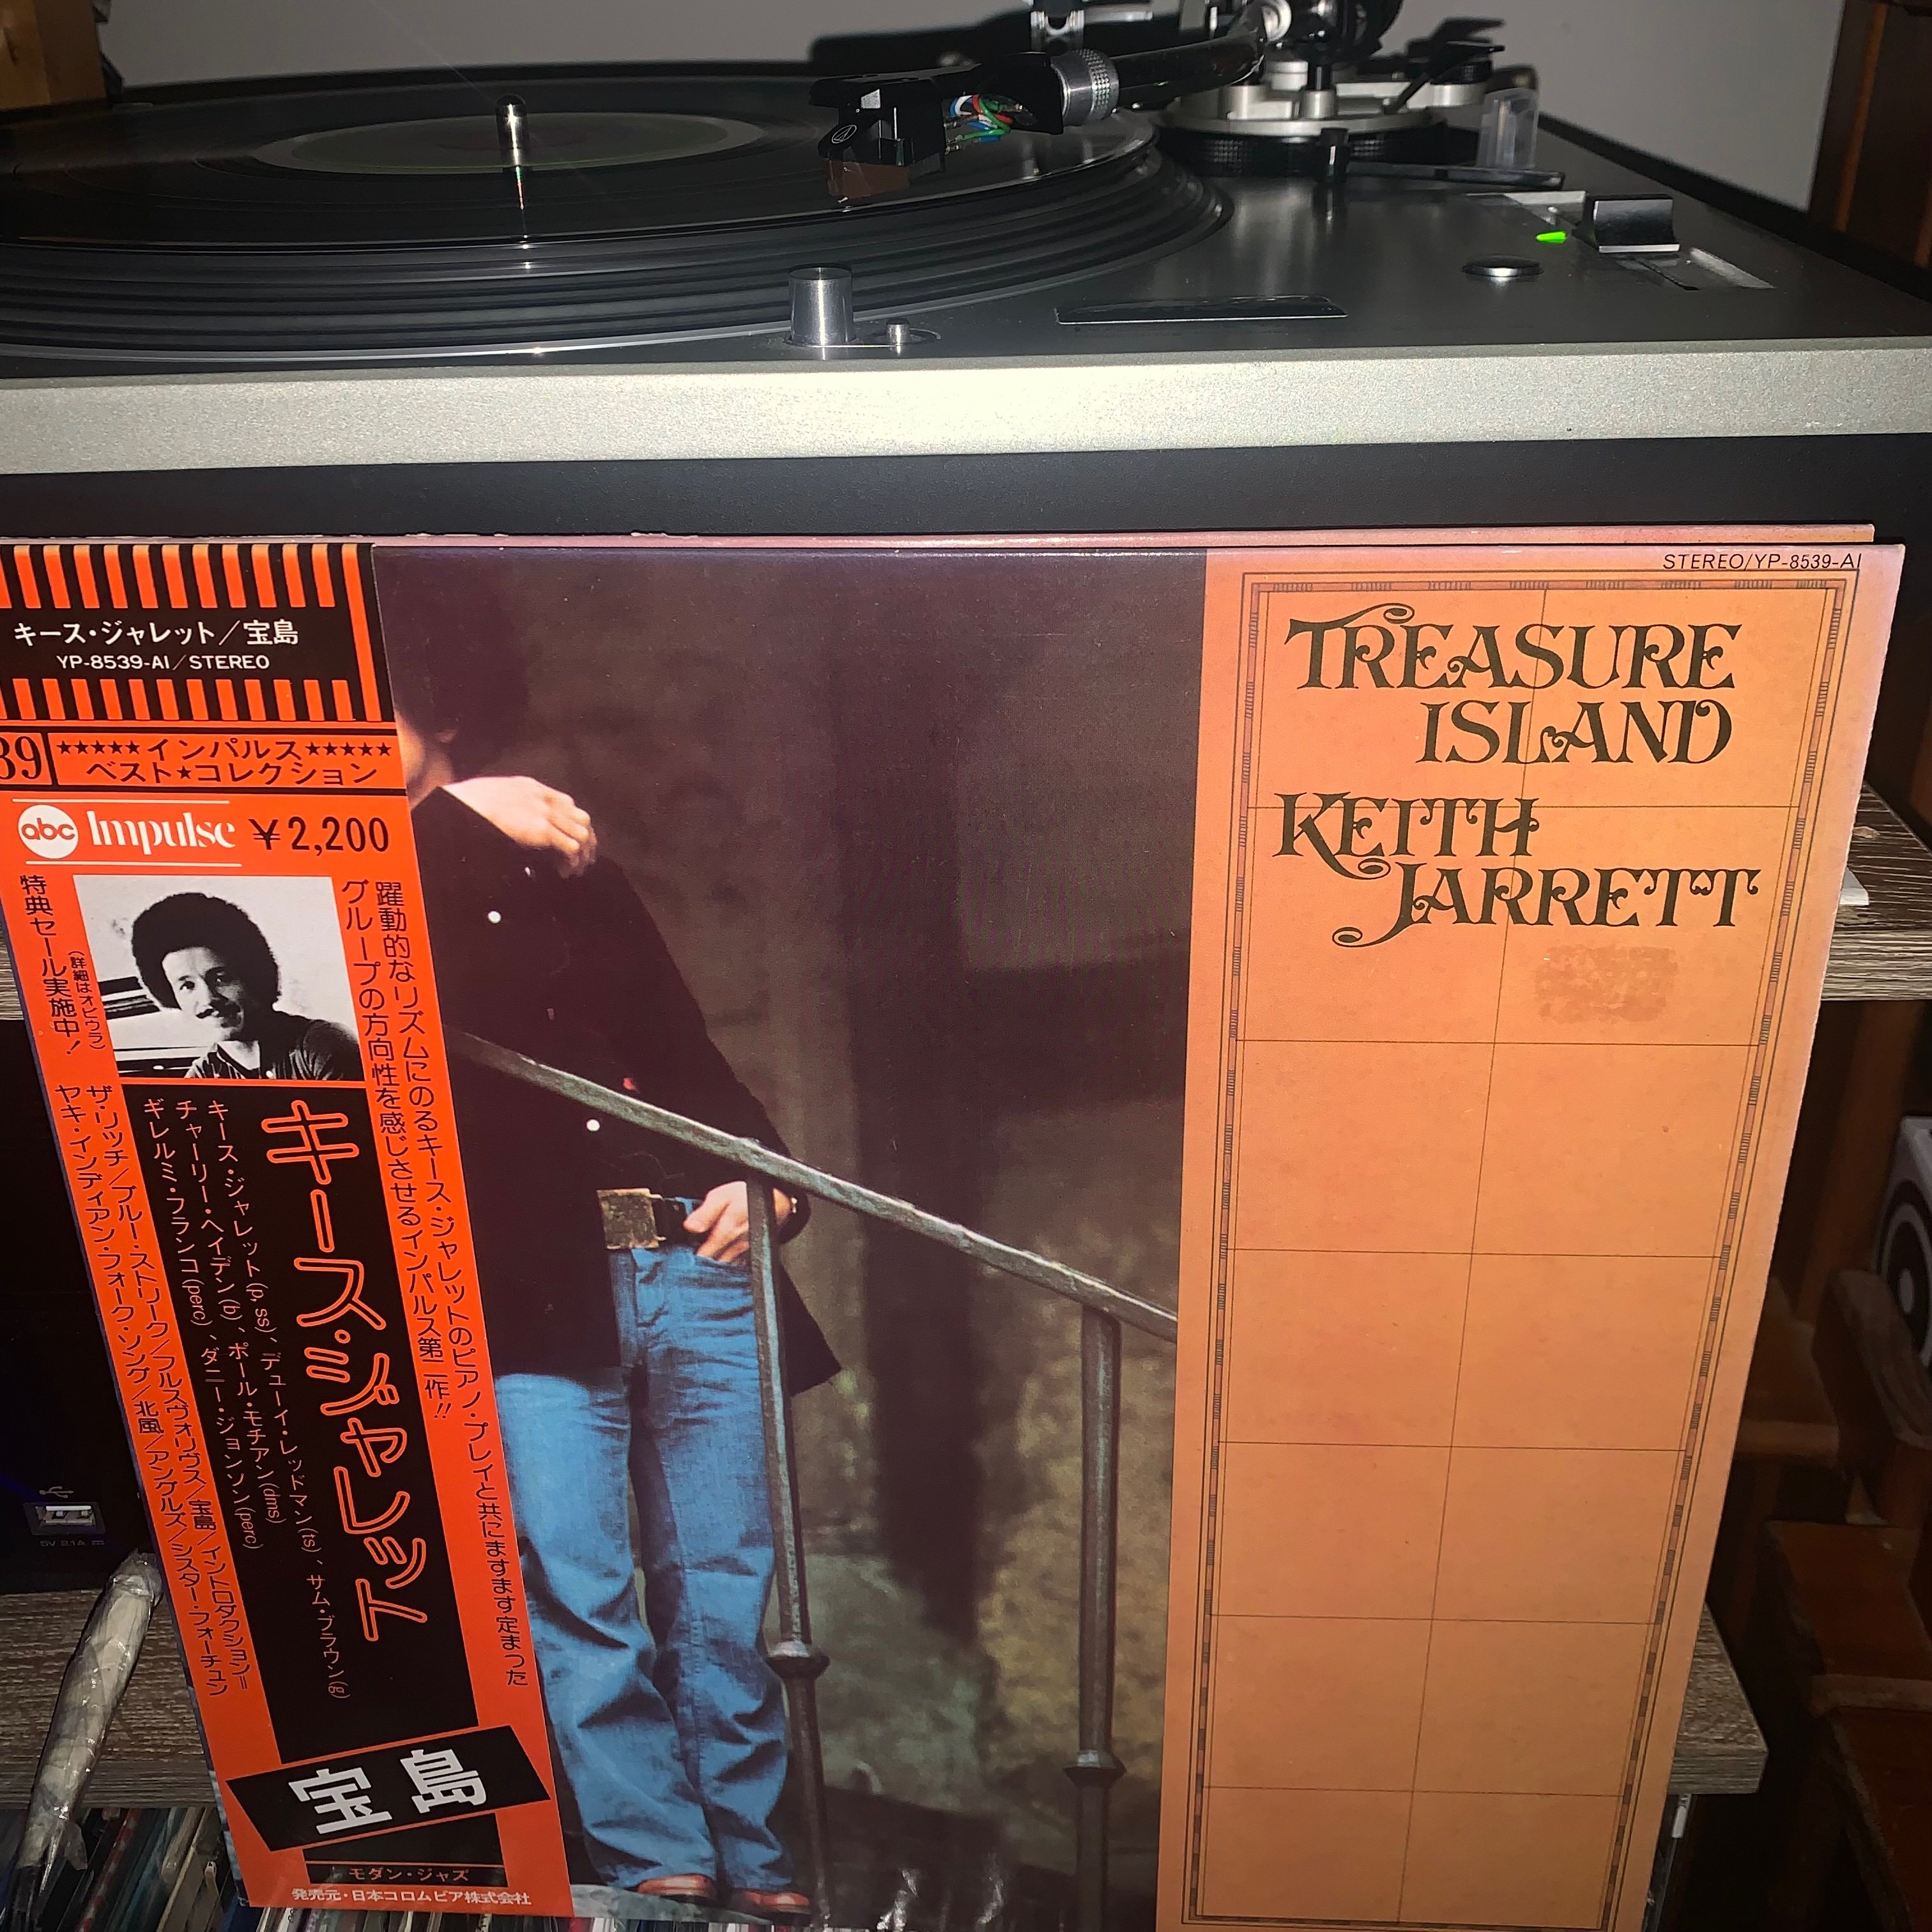 キース・ジャレット／宝島
YP-8539-AI／STEREO
39
★★★★★インパルス★★★★★
ベスト★コレクション
abc Impulse ¥2,200
躍動的なリズムにのるキース・ジャレットのピアノ・プレイと共にますます定まった
グループの方向性を感じさせるインパルス第二作!!
特典セール実施中！
（詳細はオビウラ）
キース・ジャレット
キース・ジャレット(p, ss)、デューイ・レッドマン(ts)、サム・ブラウン(g)
チャーリー・ヘイデン(b)、ポール・モチアン(dms)
ギレルミ・フランコ(perc)、ダニー・ジョンソン(perc)
ザ・リッチ／ブルー・ストリーク／フルスヴォリヴス／宝島／イントロダクション＝
ヤキ・インディアン・フォーク・ソング／北風／アンゲルズ／シスター・フォーチュン
宝島
モダン・ジャズ
発売元・日本コロムビア株式会社
STEREO/YP-8539-AI
TREASURE
ISLAND
KEITH
JARRETT
5V 2.1A